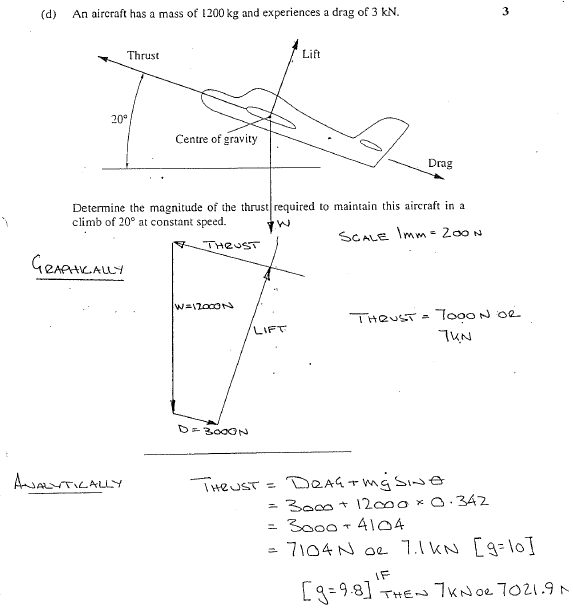 (d) An aircraft has a mass of 1200 kg and experiences a drag of 3 kN. 3
Thrust
Lift
20°
Centre of gravity
Drag
Determine the magnitude of the thrust required to maintain this aircraft in a
climb of 20° at constant speed.
W
SCALE 1mm = 200N
THRUST
GRAPHICALLY
W=12000N
LIFT
THRUST = 7000N OR
7kN
D=3000N
ANALYTICALLY
THRUST = DRAG + mg SIN θ
= 3000 + 12000 × 0.342
= 3000 + 4104
= 7104N OR 7.1kN [g=10]
[g=9.8] IF THEN 7kN OR 7021.9N